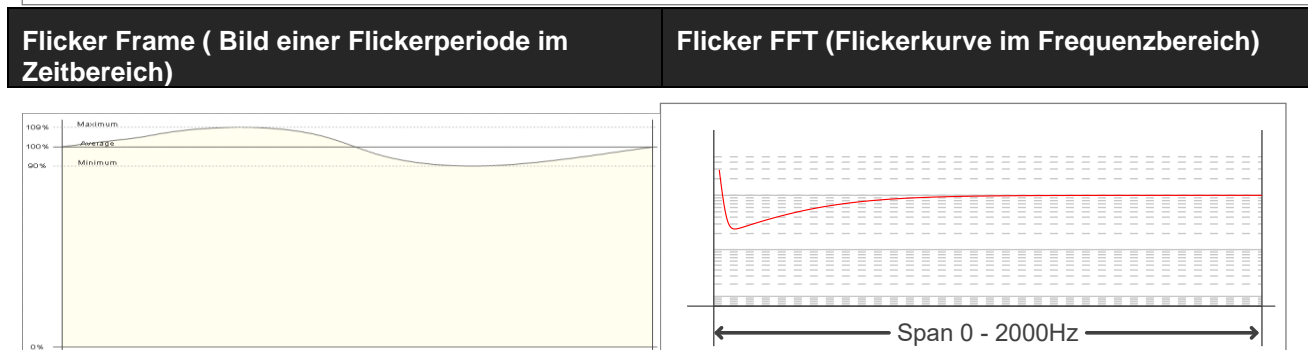 Flicker Frame ( Bild einer Flickerperiode im
Zeitbereich)
Flicker FFT (Flickerkurve im Frequenzbereich)
109%
Maximum
100%
Average
90%
Minimum
0%
Span 0 - 2000Hz